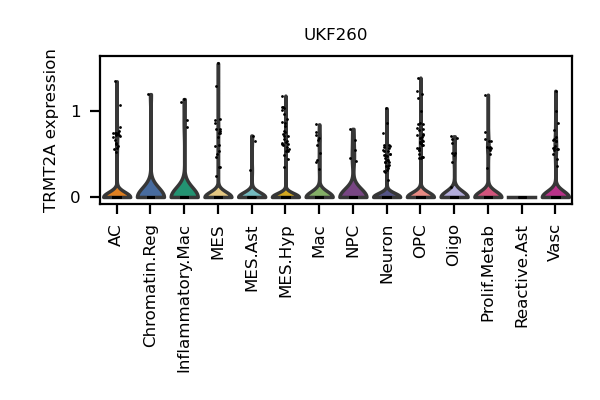 UKF260
TRMT2A expression
1
0
AC
Chromatin.Reg
Inflammatory.Mac
MES
MES.Ast
MES.Hyp
Mac
NPC
Neuron
OPC
Oligo
Prolif.Metab
Reactive.Ast
Vasc